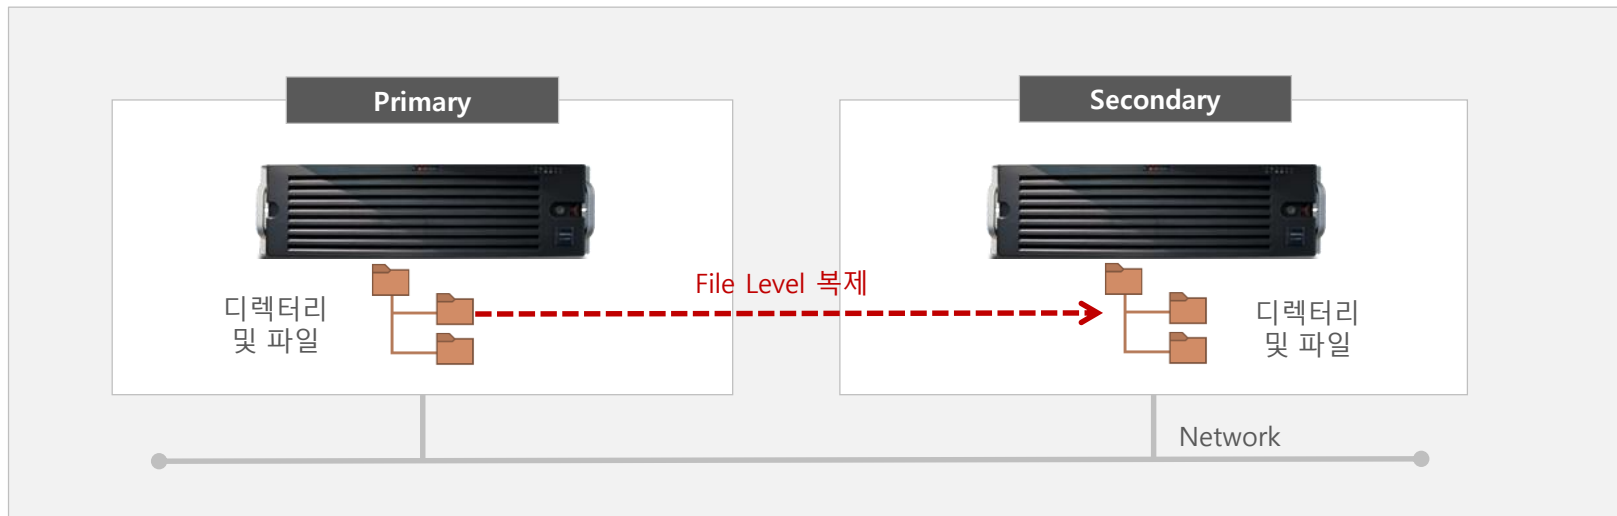 Primary
Secondary
File Level 복제
디렉터리
및 파일
디렉터리
및 파일
Network